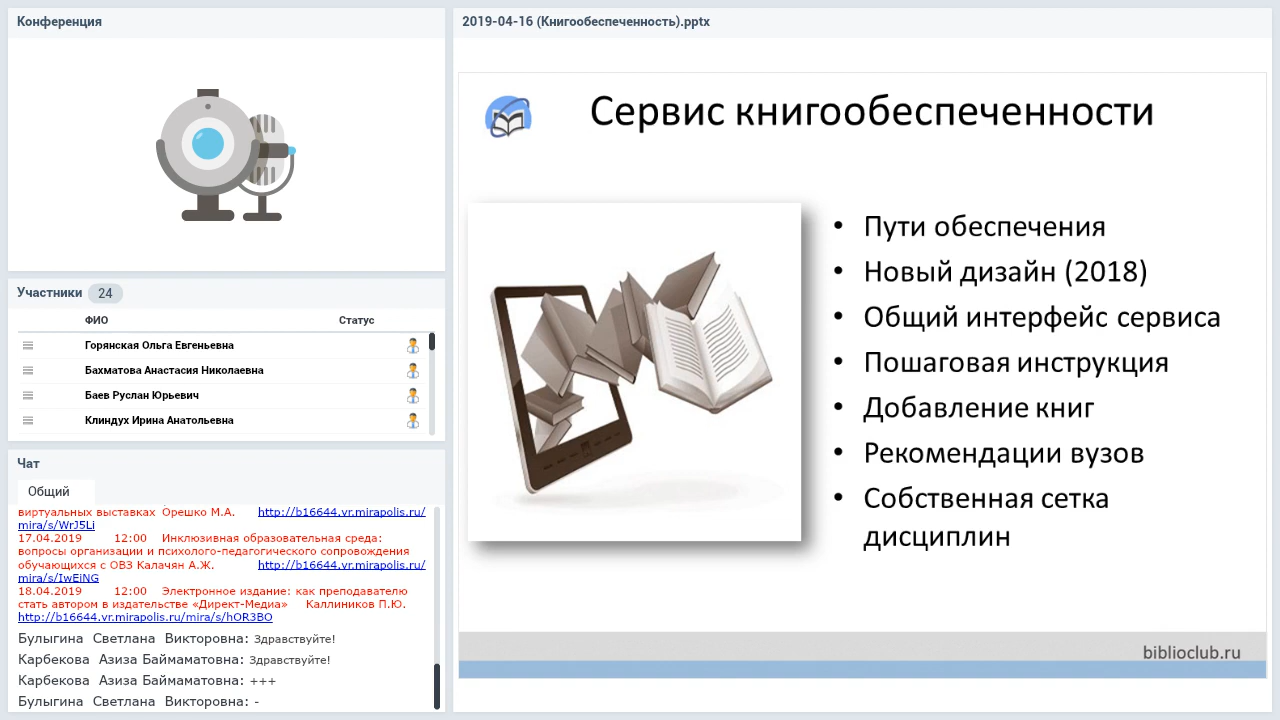 Конференция
Участники 24
ФИО Статус
Горянская Ольга Евгеньевна
Бахматова Анастасия Николаевна
Баев Руслан Юрьевич
Клиндух Ирина Анатольевна
Чат
Общий
виртуальных выставках Орешко М.А. http://b16644.vr.mirapolis.ru/
mira/s/WrJ5Li
17.04.2019 12:00 Инклюзивная образовательная среда:
вопросы организации и психолого-педагогического сопровождения
обучающихся с ОВЗ Калачян А.Ж. http://b16644.vr.mirapolis.ru/
mira/s/IwEiNG
18.04.2019 12:00 Электронное издание: как преподавателю
стать автором в издательстве «Директ-Медиа» Каллиников П.Ю.
http://b16644.vr.mirapolis.ru/mira/s/hOR3BO
Булыгина Светлана Викторовна: Здравствуйте!
Карбекова Азиза Баймаматовна: Здравствуйте!
Карбекова Азиза Баймаматовна: +++
Булыгина Светлана Викторовна: -
2019-04-16 (Книгообеспеченность).pptx
Сервис книгообеспеченности
• Пути обеспечения
• Новый дизайн (2018)
• Общий интерфейс сервиса
• Пошаговая инструкция
• Добавление книг
• Рекомендации вузов
• Собственная сетка
дисциплин
biblioclub.ru